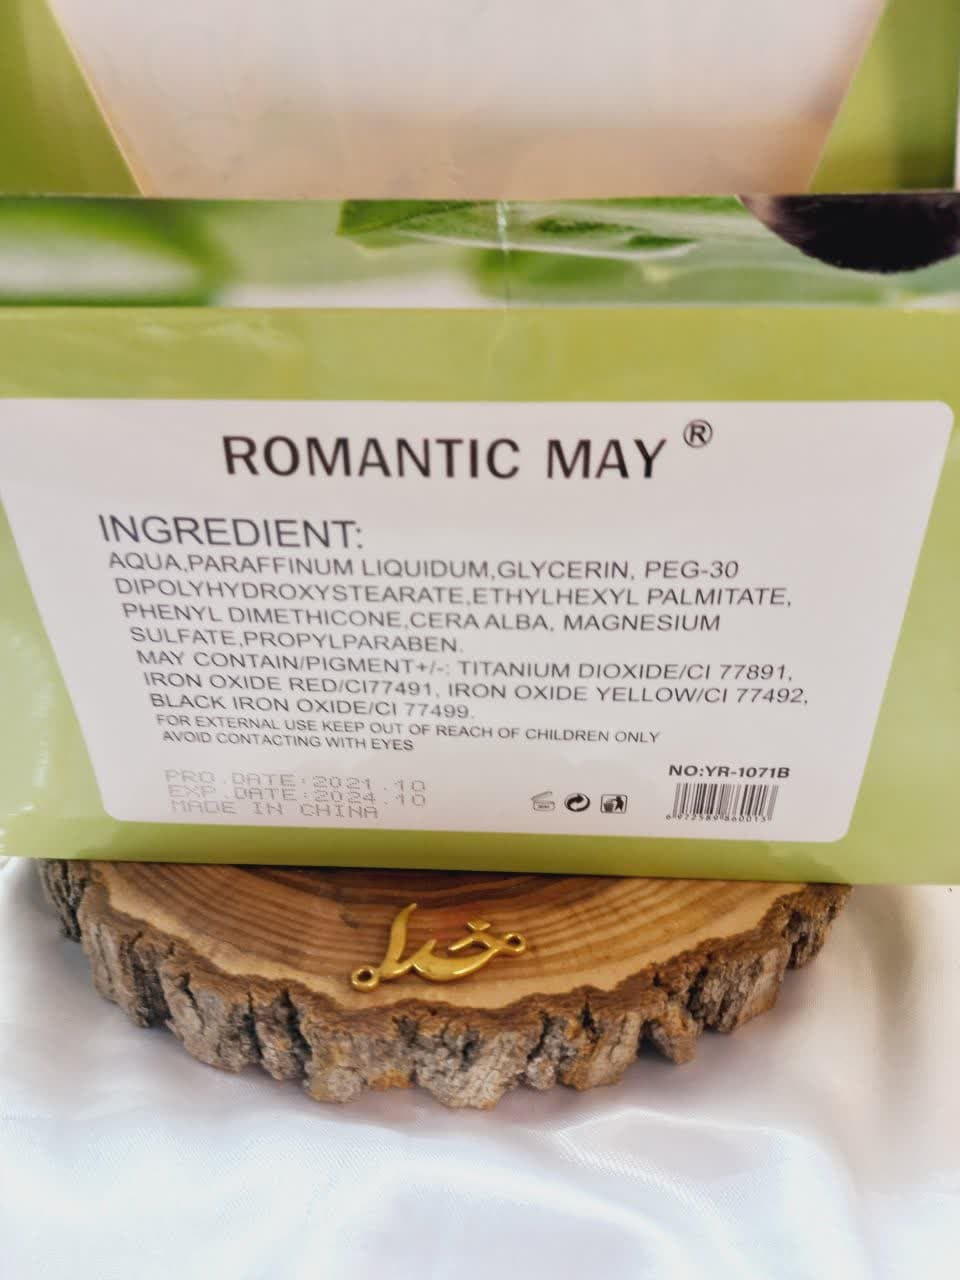 ROMANTIC MAY ®
INGREDIENT:
AQUA,PARAFFINUM LIQUIDUM,GLYCERIN, PEG-30
DIPOLYHYDROXYSTEARATE,ETHYLHEXYL PALMITATE,
PHENYL DIMETHICONE,CERA ALBA, MAGNESIUM
SULFATE,PROPYLPARABEN.
MAY CONTAIN/PIGMENT+/-: TITANIUM DIOXIDE/CI 77891,
IRON OXIDE RED/CI77491, IRON OXIDE YELLOW/CI 77492,
BLACK IRON OXIDE/CI 77499.
FOR EXTERNAL USE KEEP OUT OF REACH OF CHILDREN ONLY
AVOID CONTACTING WITH EYES
PRO.DATE:2021.10
EXP.DATE:2024.10
MADE IN CHINA
NO:YR-1071B
خدا